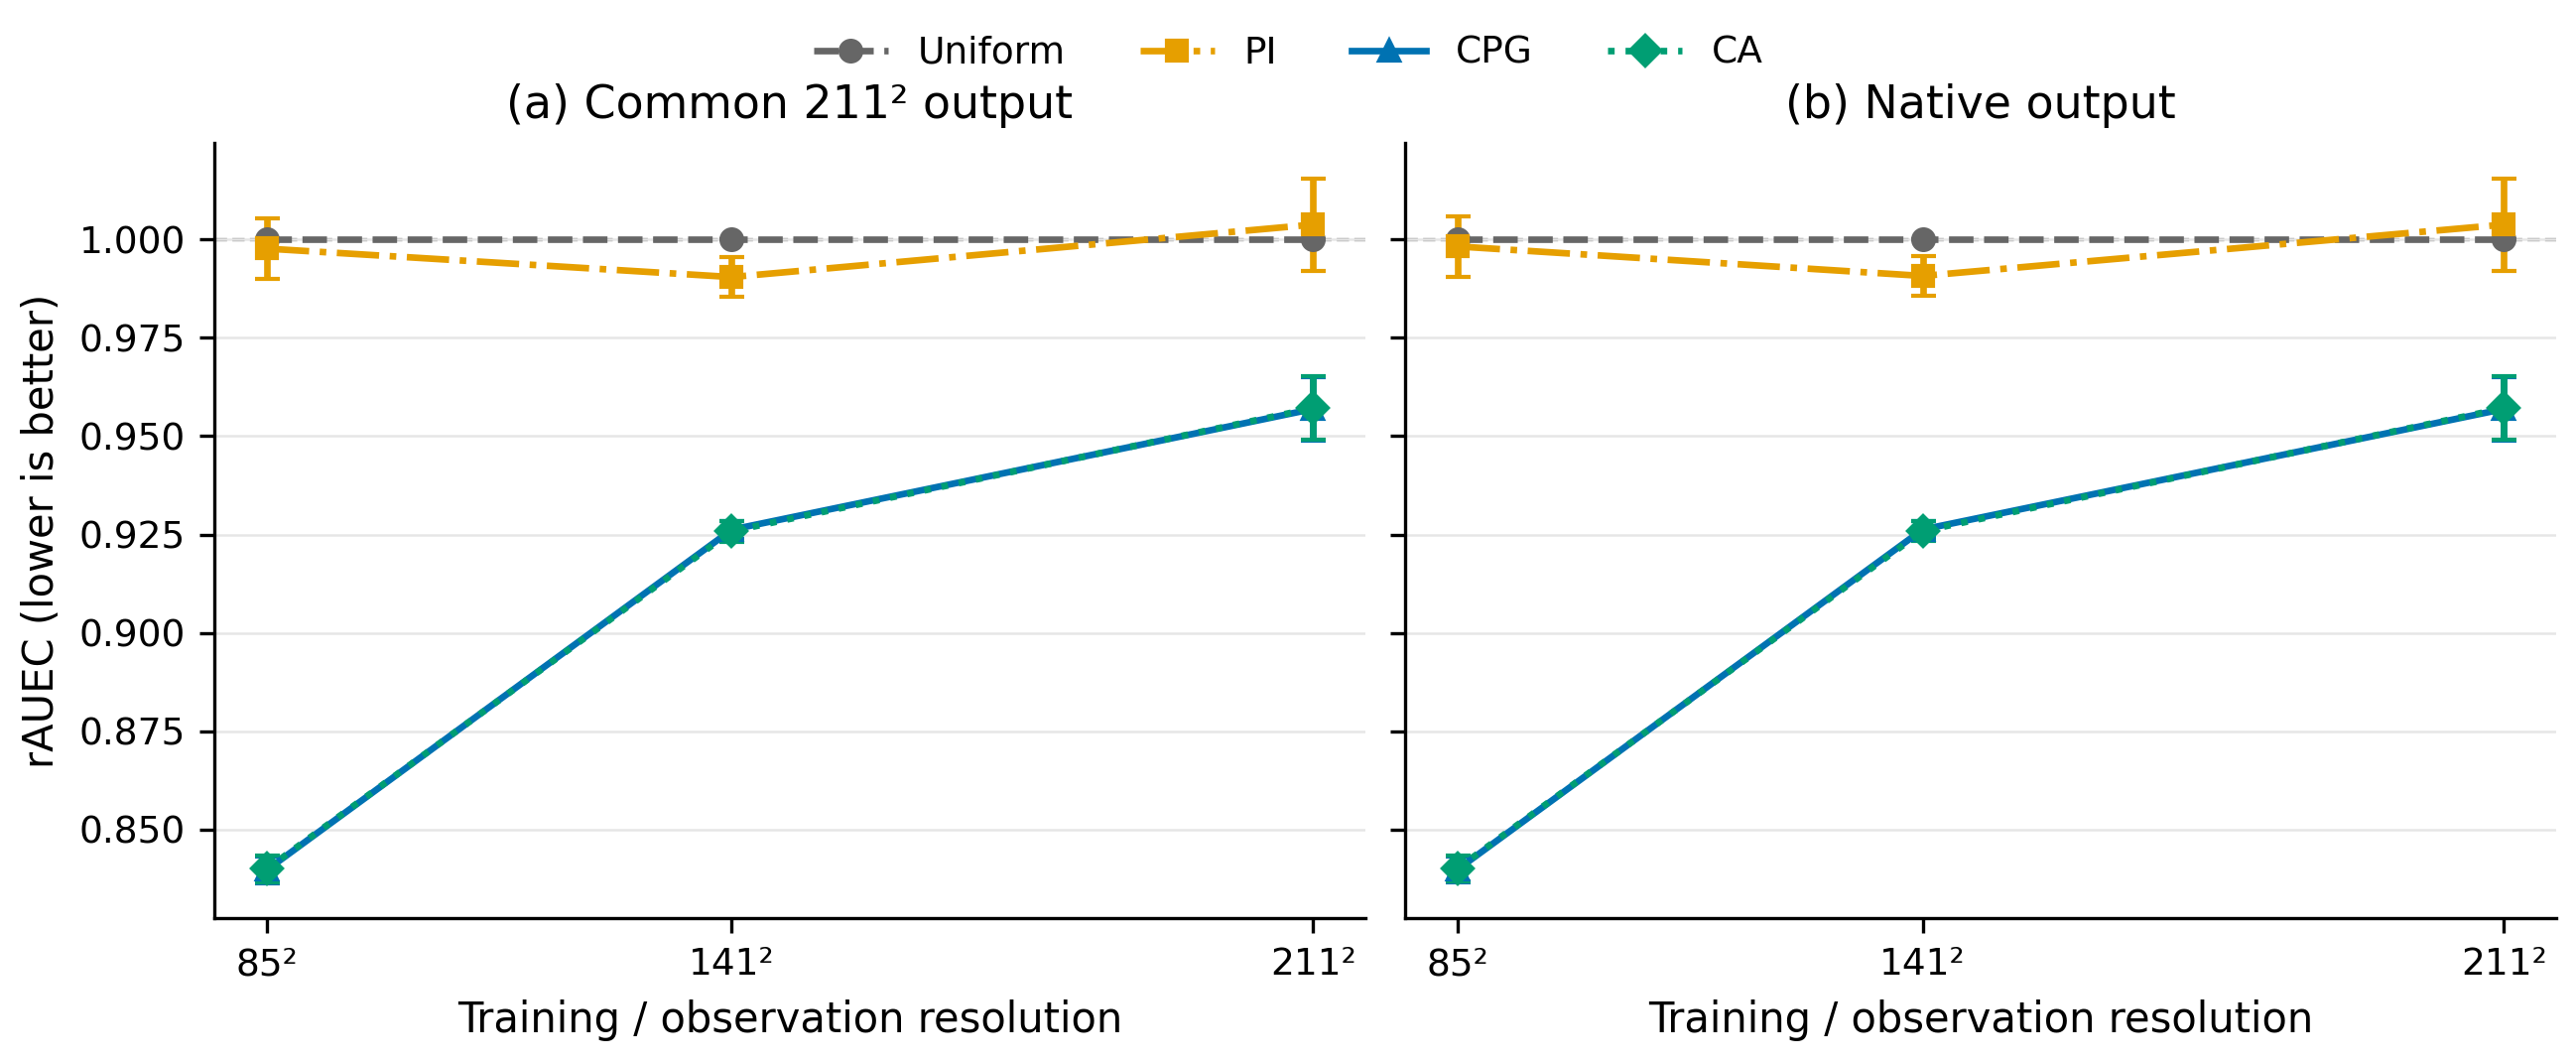 Uniform PI CPG CA
(a) Common 211² output
(b) Native output
rAUEC (lower is better)
1.000
0.975
0.950
0.925
0.900
0.875
0.850
85² 141² 211²
85² 141² 211²
Training / observation resolution
Training / observation resolution